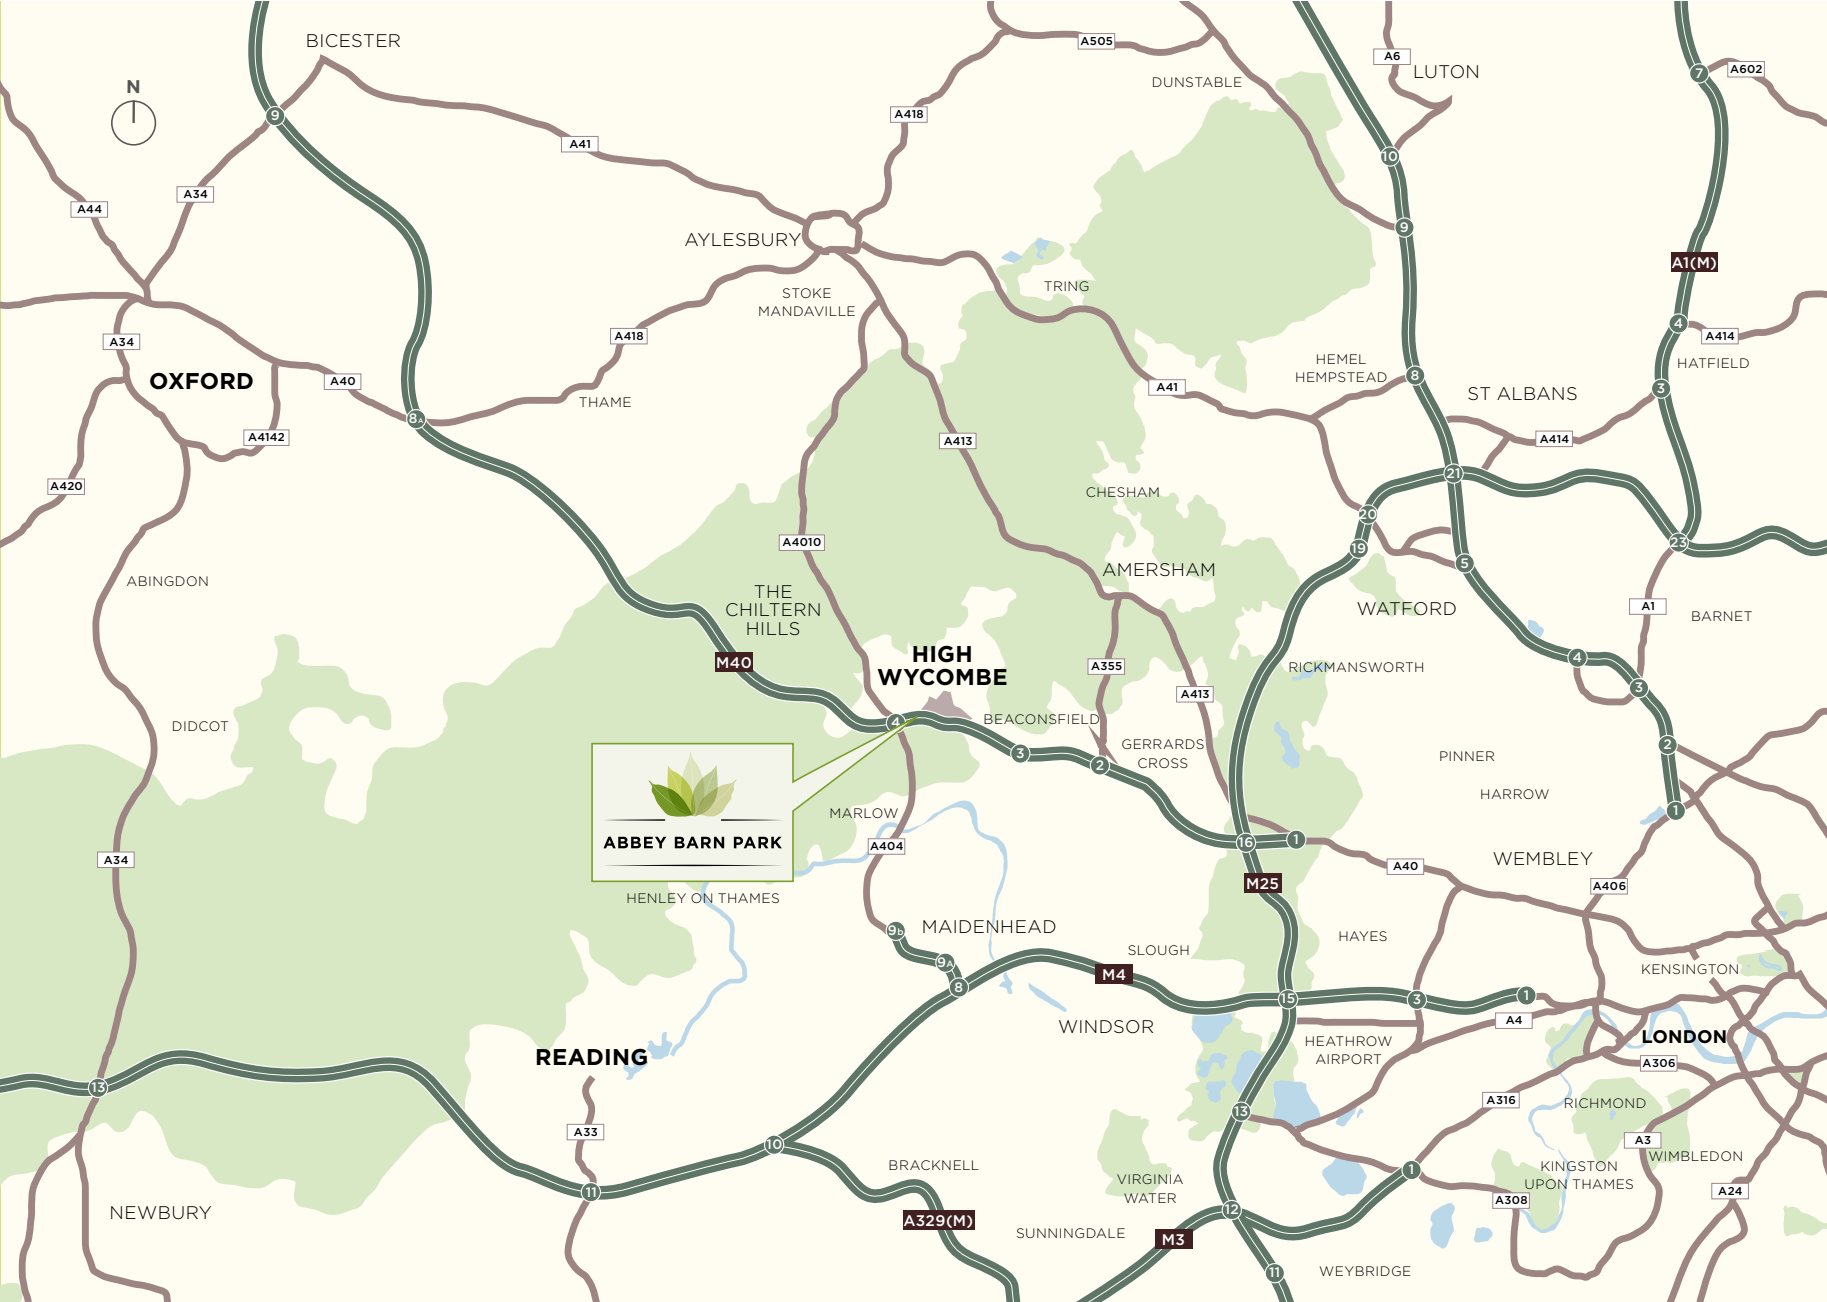 BICESTER
A505
A6
LUTON
7
A602
DUNSTABLE
N
9
A418
A41
10
A34
A44
9
AYLESBURY
A1(M)
TRING
STOKE
MANDAVILLE
4
A414
A34
A418
HATFIELD
HEMEL
HEMPSTEAD
8
OXFORD
A40
A41
3
ST ALBANS
THAME
8A
A4142
A413
A414
21
A420
CHESHAM
20
A4010
19
23
5
AMERSHAM
ABINGDON
THE
CHILTERN
HILLS
WATFORD
A1
BARNET
HIGH
WYCOMBE
M40
A355
RICKMANSWORTH
4
3
A413
DIDCOT
4
BEACONSFIELD
3
2
GERRARDS
CROSS
2
PINNER
HARROW
1
MARLOW
ABBEY BARN PARK
A404
16
1
A34
A40
WEMBLEY
M25
A406
HENLEY ON THAMES
9b
MAIDENHEAD
SLOUGH
HAYES
9A
M4
KENSINGTON
8
15
3
1
WINDSOR
A4
READING
HEATHROW
AIRPORT
LONDON
A306
13
13
A316
RICHMOND
A33
10
A3
WIMBLEDON
BRACKNELL
1
KINGSTON
UPON THAMES
VIRGINIA
WATER
11
A308
A24
NEWBURY
12
A329(M)
SUNNINGDALE
M3
11
WEYBRIDGE